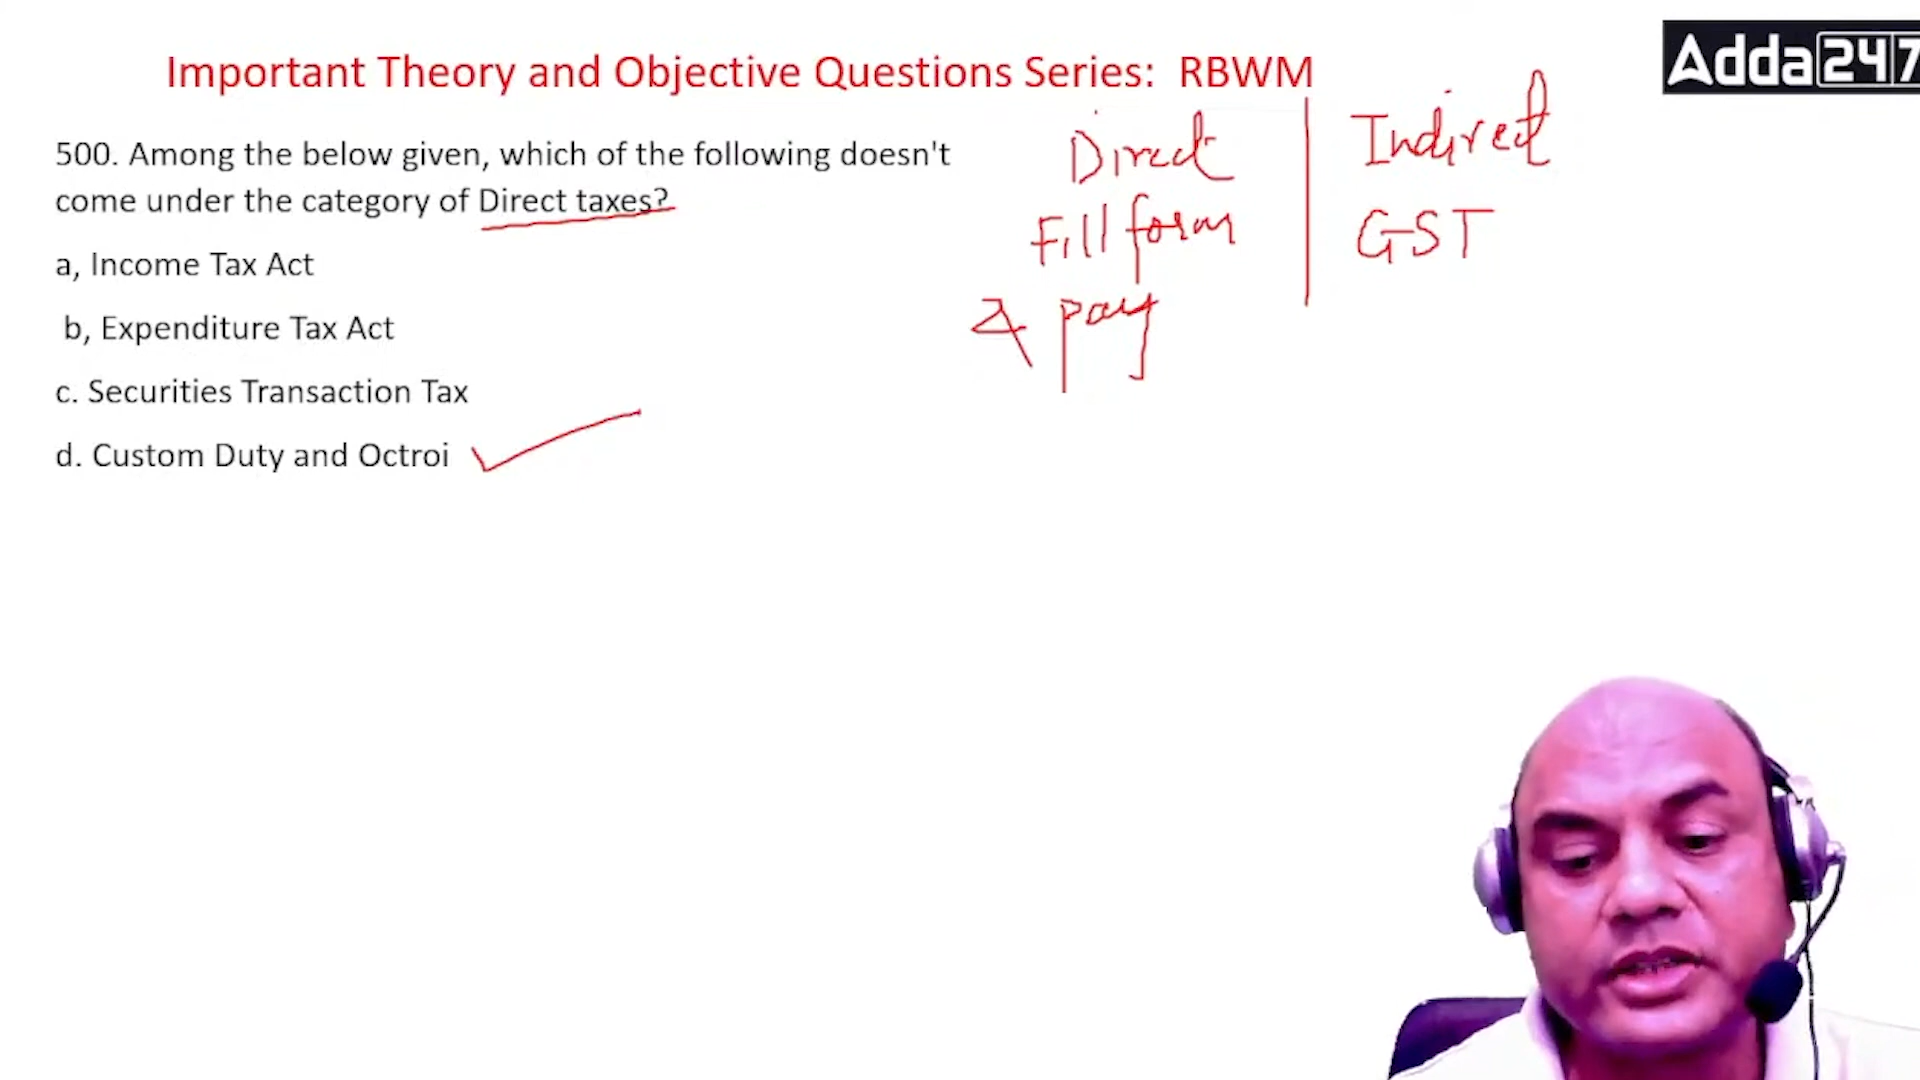 Important Theory and Objective Questions Series: RBWM
Adda247
500. Among the below given, which of the following doesn't
come under the category of Direct taxes?
a, Income Tax Act
b, Expenditure Tax Act
c. Securities Transaction Tax
d. Custom Duty and Octroi
Direct
Fill form
& pay
Indirect
GST